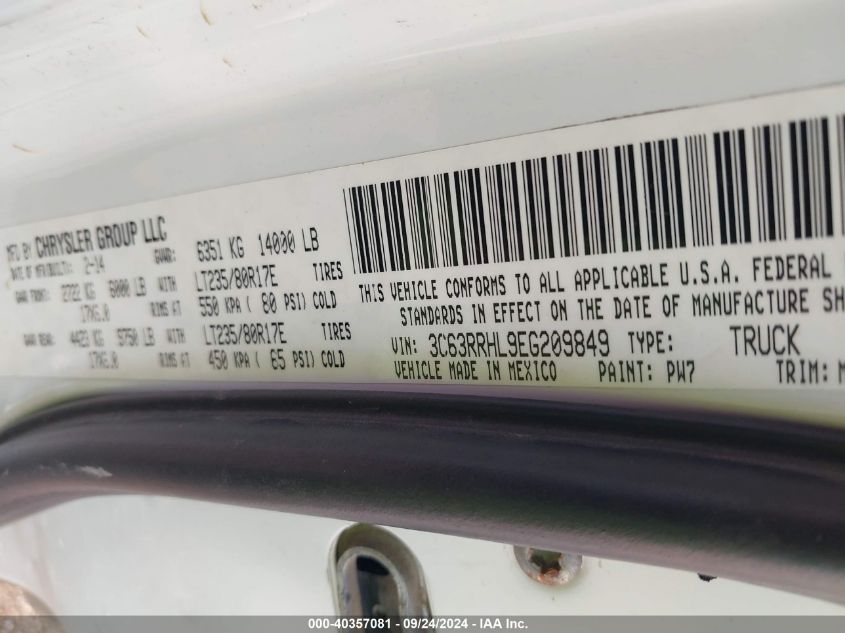 MFD BY CHRYSLER GROUP LLC
DATE OF MFR/BUILT: 2-14 GVWR: 6351 KG 14000 LB
GAWR FRONT: 2722 KG 6000 LB WITH LT235/80R17E TIRES
17X6.0 RIMS AT 550 KPA ( 80 PSI) COLD
4423 KG 9750 LB WITH LT235/80R17E TIRES
17X6.0 RIMS AT 450 KPA ( 65 PSI) COLD
THIS VEHICLE CONFORMS TO ALL APPLICABLE U.S.A. FEDERAL
STANDARDS IN EFFECT ON THE DATE OF MANUFACTURE SH
VIN: 3C63RRHL9EG209849 TYPE: TRUCK
VEHICLE MADE IN MEXICO PAINT: PW7 TRIM: M
000-40357081 - 09/24/2024 - IAA Inc.